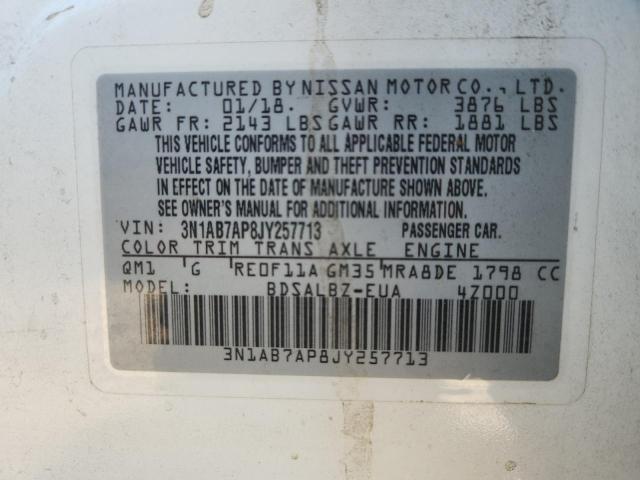 MANUFACTURED BY NISSAN MOTOR CO., LTD.
DATE: 01/18. GVWR: 3876 LBS
GAWR FR: 2143 LBS GAWR RR: 1881 LBS
THIS VEHICLE CONFORMS TO ALL APPLICABLE FEDERAL MOTOR
VEHICLE SAFETY, BUMPER AND THEFT PREVENTION STANDARDS
IN EFFECT ON THE DATE OF MANUFACTURE SHOWN ABOVE.
SEE OWNER'S MANUAL FOR ADDITIONAL INFORMATION.
VIN: 3N1AB7AP8JY257713 PASSENGER CAR.
COLOR TRIM TRANS AXLE ENGINE
QM1 G RE0F11A GM35 MRA8DE 1798 CC
MODEL: BDSALBZ-EUA 4Z000
3N1AB7AP8JY257713